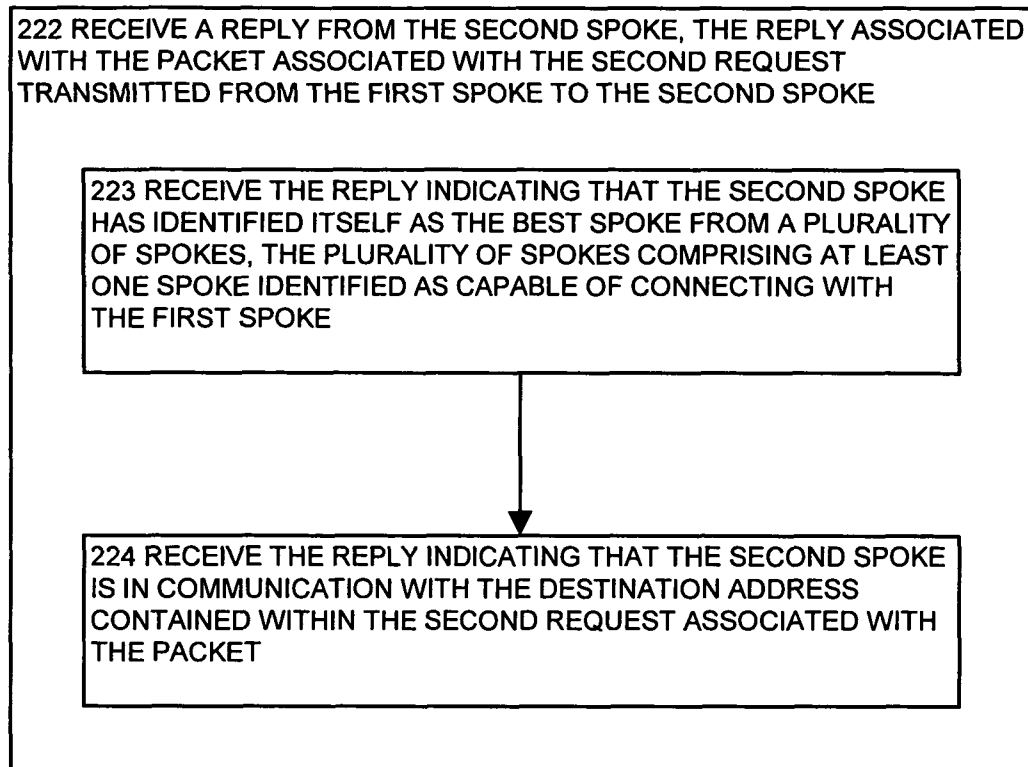 222 RECEIVE A REPLY FROM THE SECOND SPOKE, THE REPLY ASSOCIATED
WITH THE PACKET ASSOCIATED WITH THE SECOND REQUEST
TRANSMITTED FROM THE FIRST SPOKE TO THE SECOND SPOKE
223 RECEIVE THE REPLY INDICATING THAT THE SECOND SPOKE
HAS IDENTIFIED ITSELF AS THE BEST SPOKE FROM A PLURALITY
OF SPOKES, THE PLURALITY OF SPOKES COMPRISING AT LEAST
ONE SPOKE IDENTIFIED AS CAPABLE OF CONNECTING WITH
THE FIRST SPOKE
224 RECEIVE THE REPLY INDICATING THAT THE SECOND SPOKE
IS IN COMMUNICATION WITH THE DESTINATION ADDRESS
CONTAINED WITHIN THE SECOND REQUEST ASSOCIATED WITH
THE PACKET